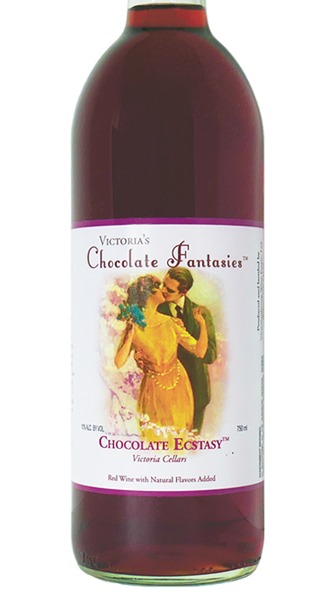 VICTORIA'S
Chocolate Fantasies™
750 ml
CHOCOLATE ECSTASY™
Victoria Cellars
Red Wine with Natural Flavors Added